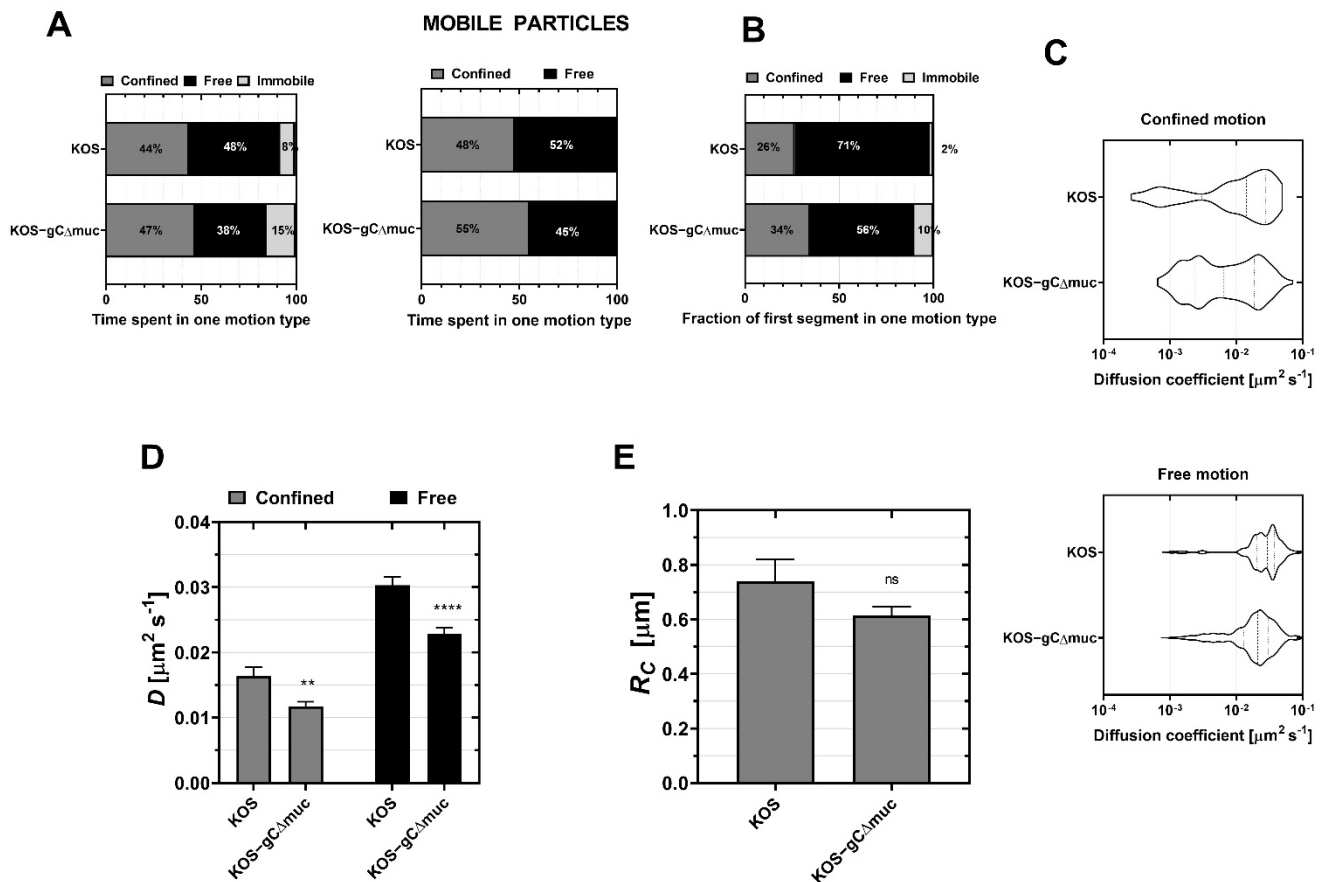 A
MOBILE PARTICLES
Confined Free Immobile
KOS
44% 48% 8%
KOS-gCΔmuc
47% 38% 15%
0 50 100
Time spent in one motion type
Confined Free
KOS
48% 52%
KOS-gCΔmuc
55% 45%
0 50 100
Time spent in one motion type
B
Confined Free Immobile
KOS
26% 71% 2%
KOS-gCΔmuc
34% 56% 10%
0 50 100
Fraction of first segment in one motion type
C
Confined motion
KOS
KOS-gCΔmuc
10⁻⁴ 10⁻³ 10⁻² 10⁻¹
Diffusion coefficient [μm² s⁻¹]
Free motion
KOS
KOS-gCΔmuc
10⁻⁴ 10⁻³ 10⁻² 10⁻¹
Diffusion coefficient [μm² s⁻¹]
D
Confined Free
D [μm² s⁻¹]
0.04
0.03
0.02
0.01
0.00
**
****
KOS
KOS-gCΔmuc
KOS
KOS-gCΔmuc
E
R_C [μm]
1.0
0.8
0.6
0.4
0.2
0.0
ns
KOS
KOS-gCΔmuc